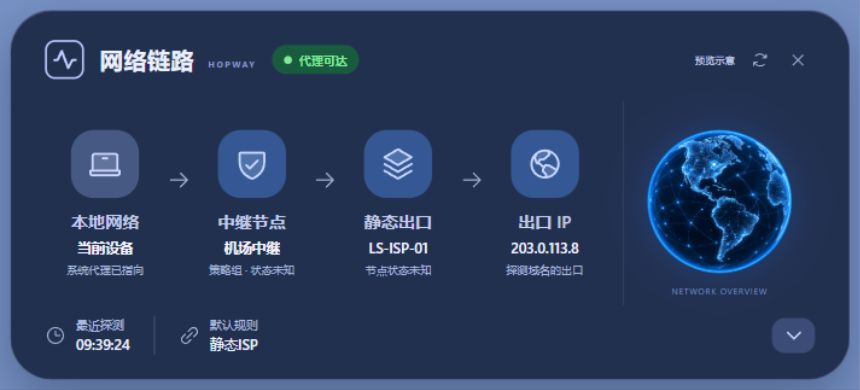 网络链路 HOPWAY 代理可达 预览示意
本地网络 中继节点 静态出口 出口 IP
当前设备 机场中继 LS-ISP-01 203.0.113.8
系统代理已指向 策略组 · 状态未知 节点状态未知 探测域名的出口
NETWORK OVERVIEW
最近探测 默认规则
09:39:24 静态ISP